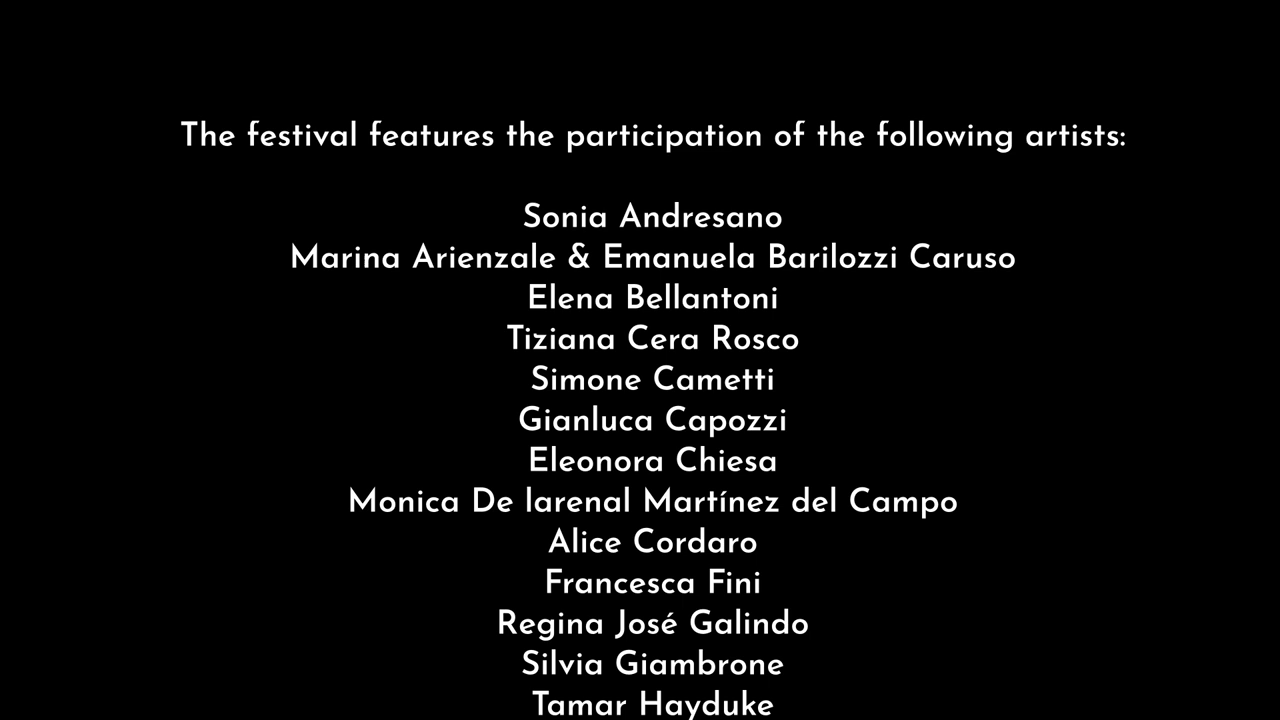 The festival features the participation of the following artists:
Sonia Andresano
Marina Arienzale & Emanuela Barilozzi Caruso
Elena Bellantoni
Tiziana Cera Rosco
Simone Cametti
Gianluca Capozzi
Eleonora Chiesa
Monica De larenal Martínez del Campo
Alice Cordaro
Francesca Fini
Regina José Galindo
Silvia Giambrone
Tamar Hayduke